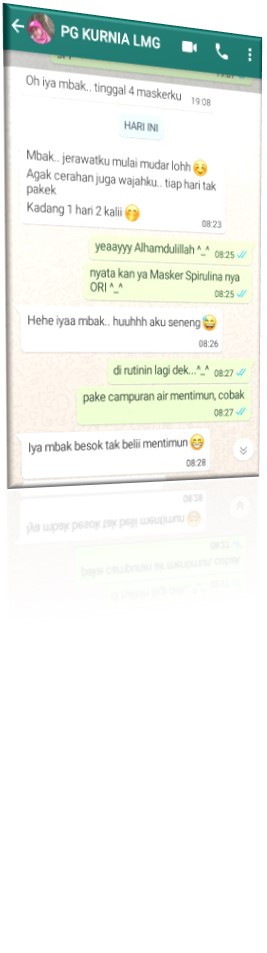 PG KURNIA LMG
Oh iya mbak.. tinggal 4 maskerku 19:08
HARI INI
Mbak.. jerawatku mulai mudar lohh
Agak cerahan juga wajahku.. tiap hari tak
pakek.
Kadang 1 hari 2 kalii
08:23
yeaayyy Alhamdulillah ^_^ 08:25
nyata kan ya Masker Spirulina nya
ORI ^_^ 08:25
Hehe iyaa mbak.. huuhhh aku seneng
08:26
di rutinin lagi dek...^_^ 08:27
pake campuran air mentimun, cobak
08:27
Iya mbak besok tak belii mentimun
08:28